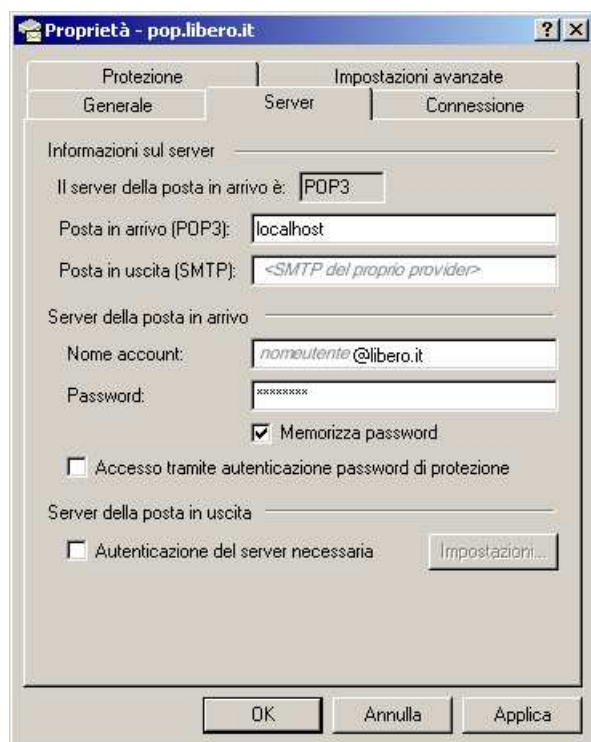 Proprietà - pop.libero.it
Protezione Impostazioni avanzate
Generale Server Connessione
Informazioni sul server
Il server della posta in arrivo è: POP3
Posta in arrivo (POP3): localhost
Posta in uscita (SMTP): <SMTP del proprio provider>
Server della posta in arrivo
Nome account: nomeutente@libero.it
Password: ********
Memorizza password
Accesso tramite autenticazione password di protezione
Server della posta in uscita
Autenticazione del server necessaria Impostazioni...
OK Annulla Applica